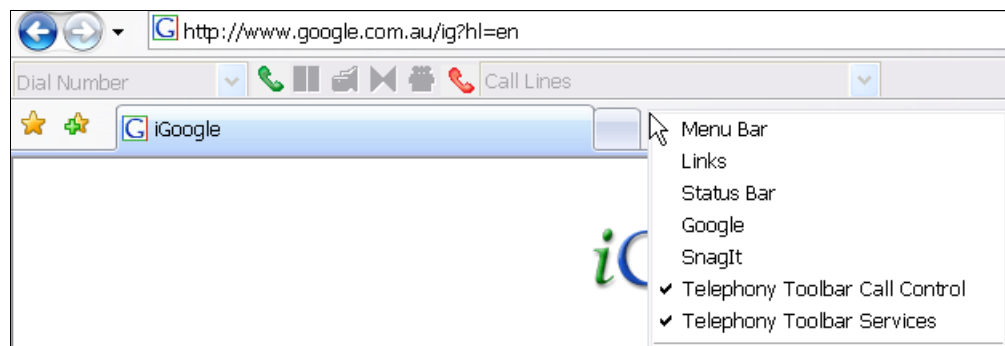 http://www.google.com.au/ig?hl=en
Dial Number
Call Lines
iGoogle
Menu Bar
Links
Status Bar
Google
SnagIt
Telephony Toolbar Call Control
Telephony Toolbar Services